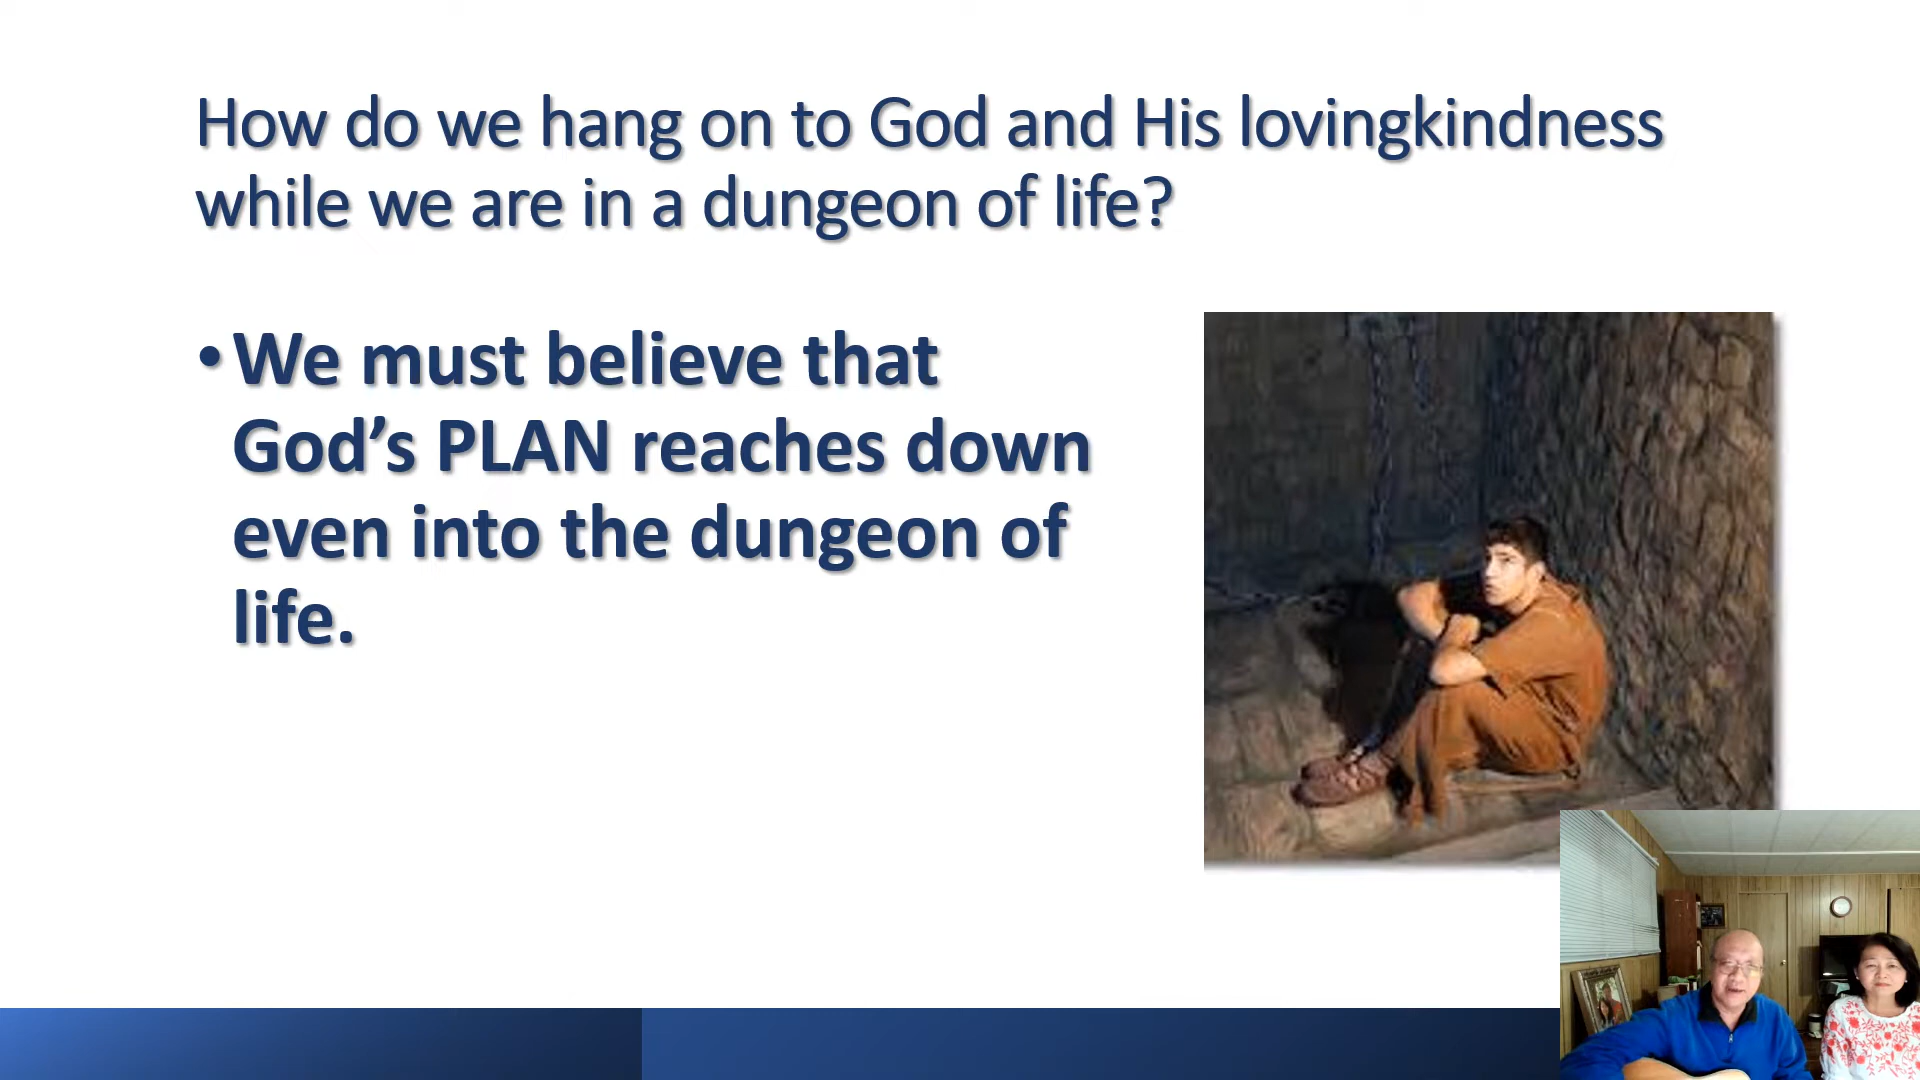 How do we hang on to God and His lovingkindness
while we are in a dungeon of life?
•We must believe that
God’s PLAN reaches down
even into the dungeon of
life.